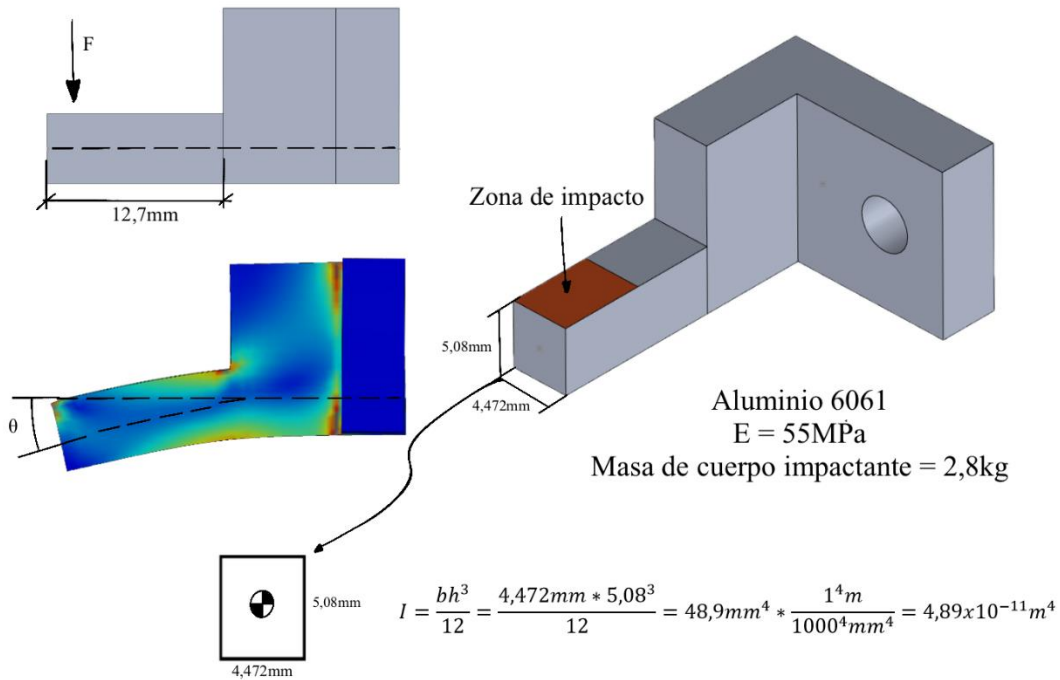 F
12,7mm
Zona de impacto
5,08mm
4,472mm
θ
Aluminio 6061
E = 55MPa
Masa de cuerpo impactante = 2,8kg
5,08mm
4,472mm
I = bh³/12 = 4,472mm * 5,08³/12 = 48,9mm⁴ * 1⁴m/1000⁴mm⁴ = 4,89x10⁻¹¹m⁴